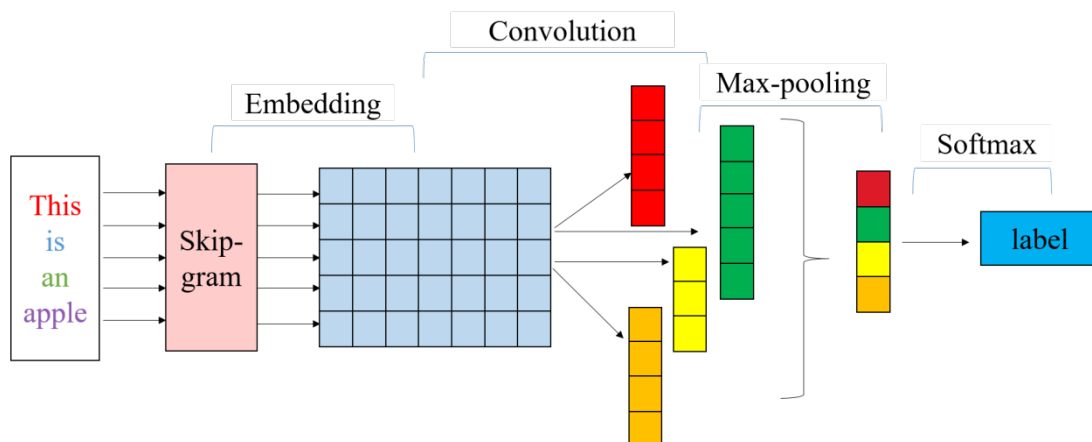 Convolution
Max-pooling
Embedding
Softmax
This
is
an
apple
Skip-
gram
label